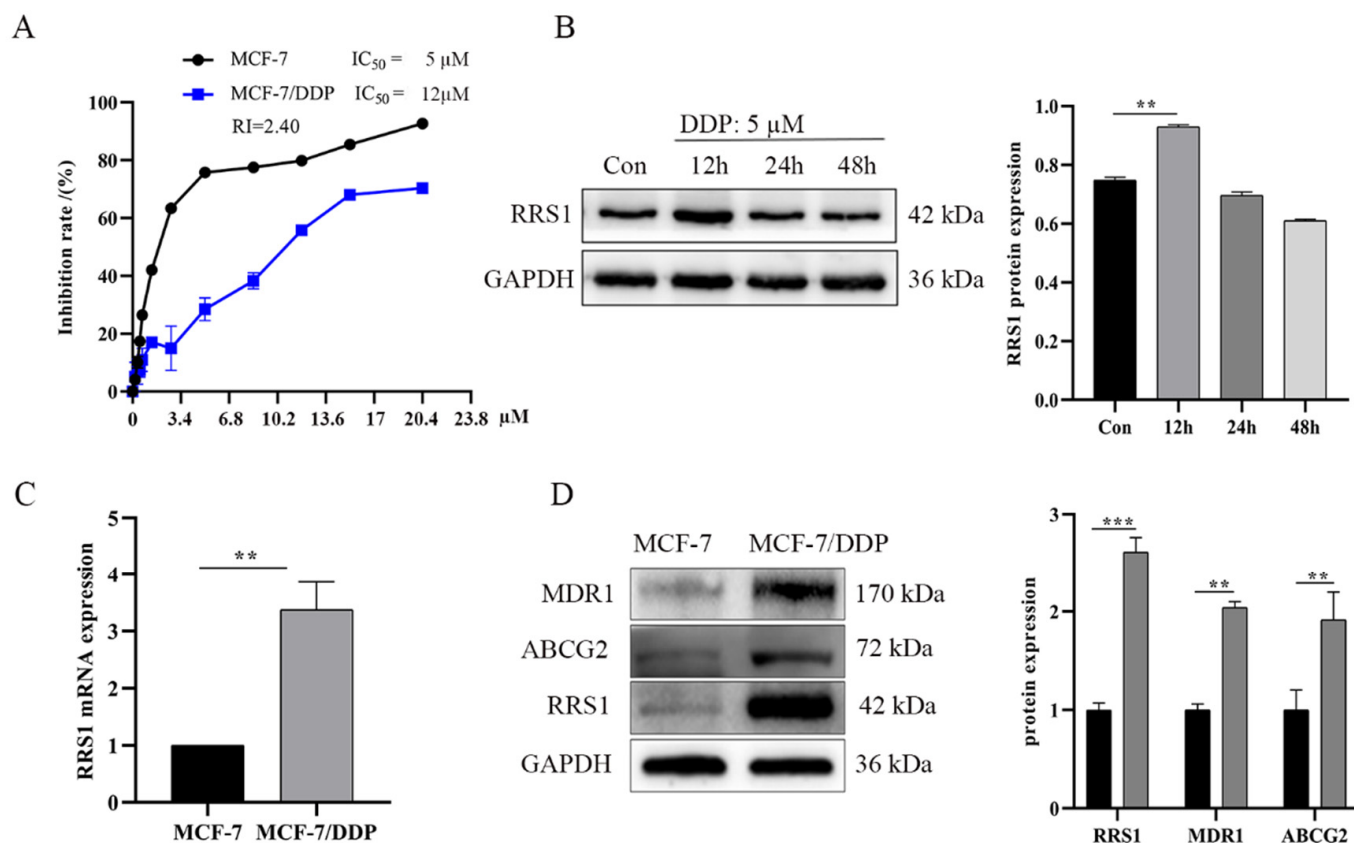 A
MCF-7 IC50 = 5 μM
MCF-7/DDP IC50 = 12μM
RI=2.40
Inhibition rate /(%)
100
80
60
40
20
0
0 3.4 6.8 10.2 13.6 17 20.4 23.8 μM
B
DDP: 5 μM
Con 12h 24h 48h
RRS1 42 kDa
GAPDH 36 kDa
RRS1 protein expression
1.0
0.8
0.6
0.4
0.2
0.0
**
Con 12h 24h 48h
C
RRS1 mRNA expression
5
4
3
2
1
0
**
MCF-7 MCF-7/DDP
D
MCF-7 MCF-7/DDP
MDR1 170 kDa
ABCG2 72 kDa
RRS1 42 kDa
GAPDH 36 kDa
protein expression
3
2
1
0
*** ** **
RRS1 MDR1 ABCG2